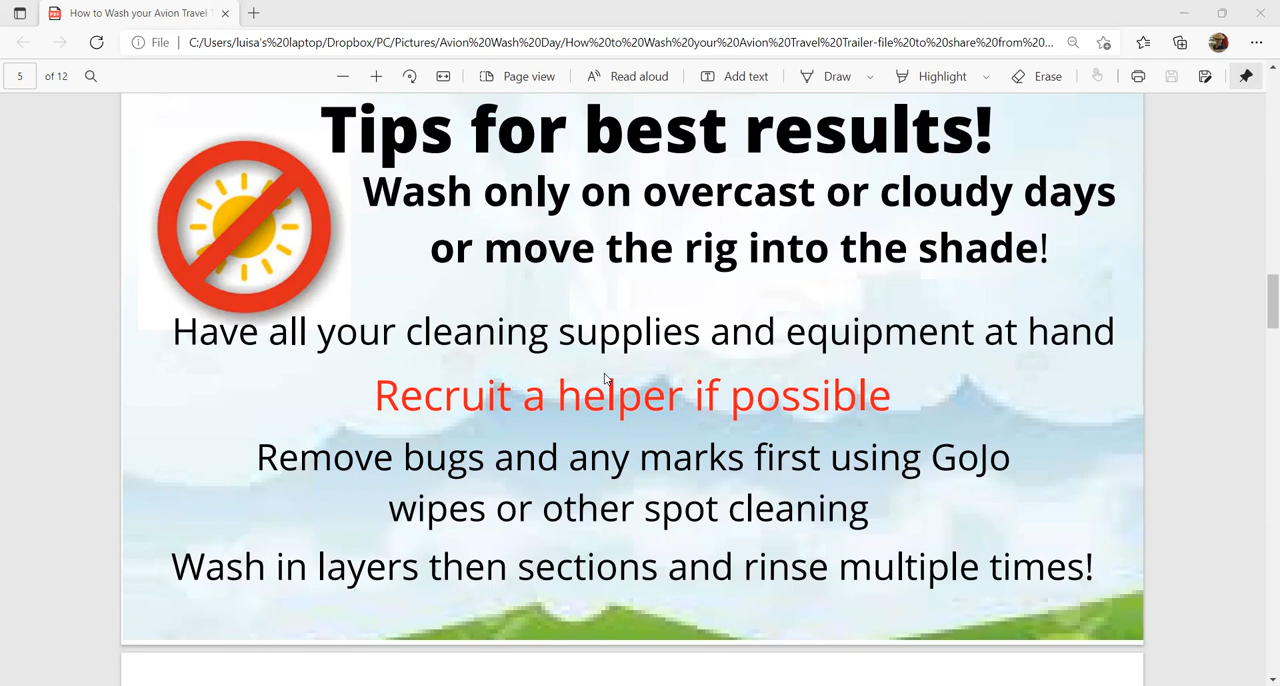 How to Wash your Avion Travel
File
C:/Users/luisa's%20laptop/Dropbox/PC/Pictures/Avion%20Wash%20Day/How%20to%20Wash%20your%20Avion%20Travel%20Trailer-file%20to%20share%20from%20...
5 of 12
Page view
Read aloud
Add text
Draw
Highlight
Erase
Tips for best results!
Wash only on overcast or cloudy days
or move the rig into the shade!
Have all your cleaning supplies and equipment at hand
Recruit a helper if possible
Remove bugs and any marks first using GoJo
wipes or other spot cleaning
Wash in layers then sections and rinse multiple times!